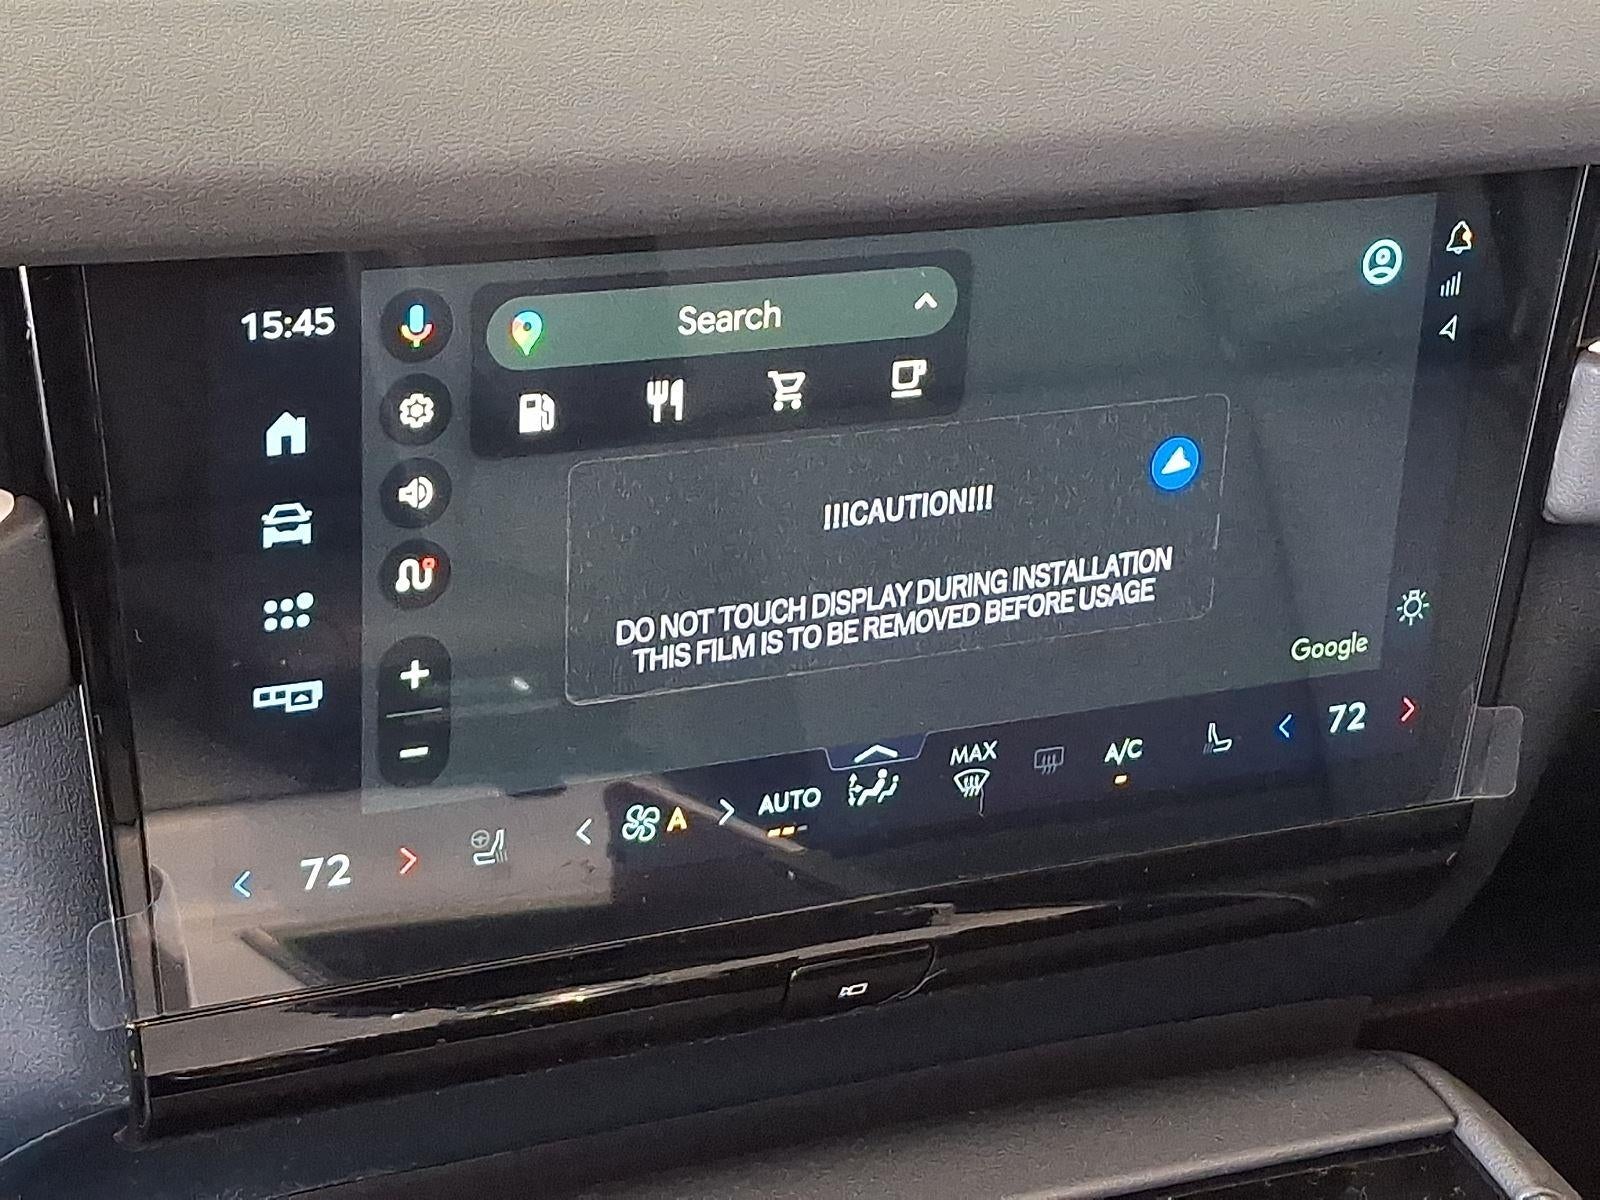 15:45
Search
!!!CAUTION!!!
DO NOT TOUCH DISPLAY DURING INSTALLATION
THIS FILM IS TO BE REMOVED BEFORE USAGE
Google
72
A
AUTO
MAX
A/C
72